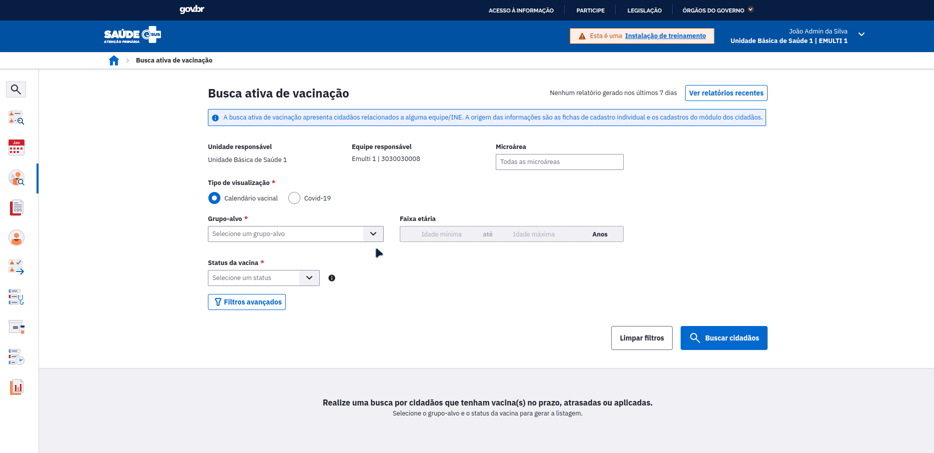 govbr
ACESSO À INFORMAÇÃO
PARTICIPE
LEGISLAÇÃO
ÓRGÃOS DO GOVERNO
SAÚDE e-SUS
ATENÇÃO PRIMÁRIA
Esta é uma Instalação de treinamento
João Admin da Silva
Unidade Básica de Saúde 1 | EMULTI 1
Busca ativa de vacinação
Busca ativa de vacinação
Nenhum relatório gerado nos últimos 7 dias
Ver relatórios recentes
A busca ativa de vacinação apresenta cidadãos relacionados a alguma equipe/INE. A origem das informações são as fichas de cadastro individual e os cadastros do módulo dos cidadãos.
Unidade responsável
Unidade Básica de Saúde 1
Equipe responsável
Emulti 1 | 3030030008
Microárea
Todas as microáreas
Tipo de visualização *
Calendário vacinal
Covid-19
Grupo-alvo *
Selecione um grupo-alvo
Faixa etária
Idade mínima até Idade máxima Anos
Status da vacina *
Selecione um status
Filtros avançados
Limpar filtros
Buscar cidadãos
Realize uma busca por cidadãos que tenham vacina(s) no prazo, atrasadas ou aplicadas.
Selecione o grupo-alvo e o status da vacina para gerar a listagem.